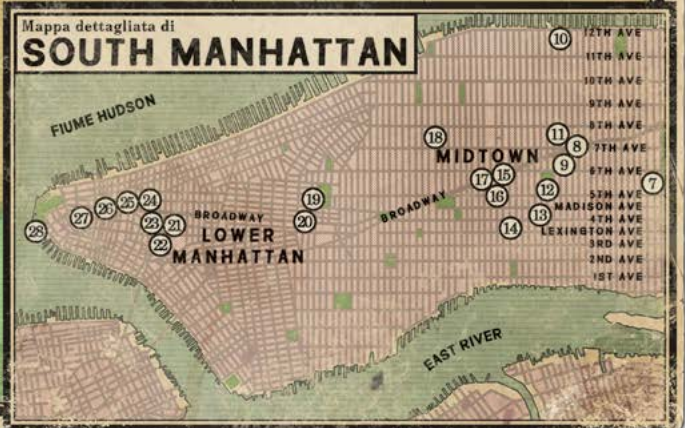 Mappa dettagliata di
SOUTH MANHATTAN
FIUME HUDSON
10
12TH AVE
11TH AVE
10TH AVE
9TH AVE
18
11
8
8TH AVE
7TH AVE
MIDTOWN
9
6TH AVE
17
15
16
12
7
5TH AVE
MADISON AVE
13
4TH AVE
14
LEXINGTON AVE
3RD AVE
2ND AVE
1ST AVE
BROADWAY
19
20
28
27
26
25
24
23
21
22
BROADWAY
LOWER
MANHATTAN
EAST RIVER